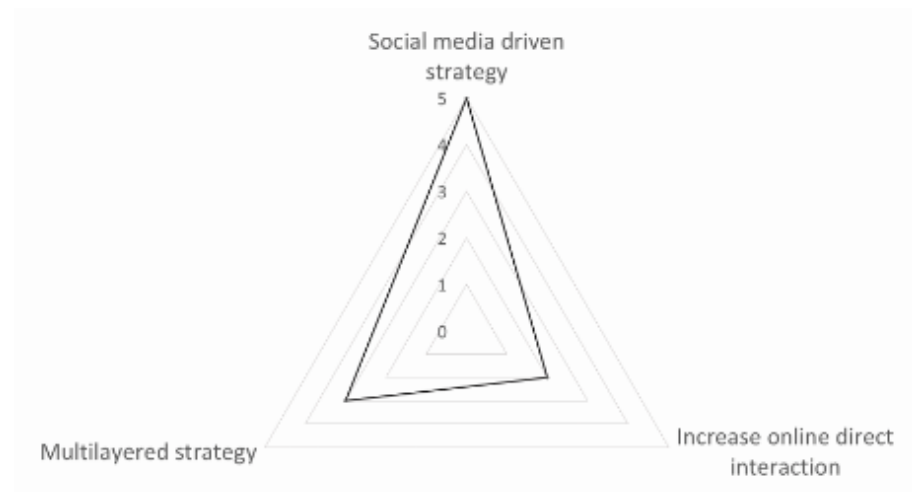 Social media driven
strategy
5
4
3
2
1
0
Multilayered strategy
Increase online direct
interaction